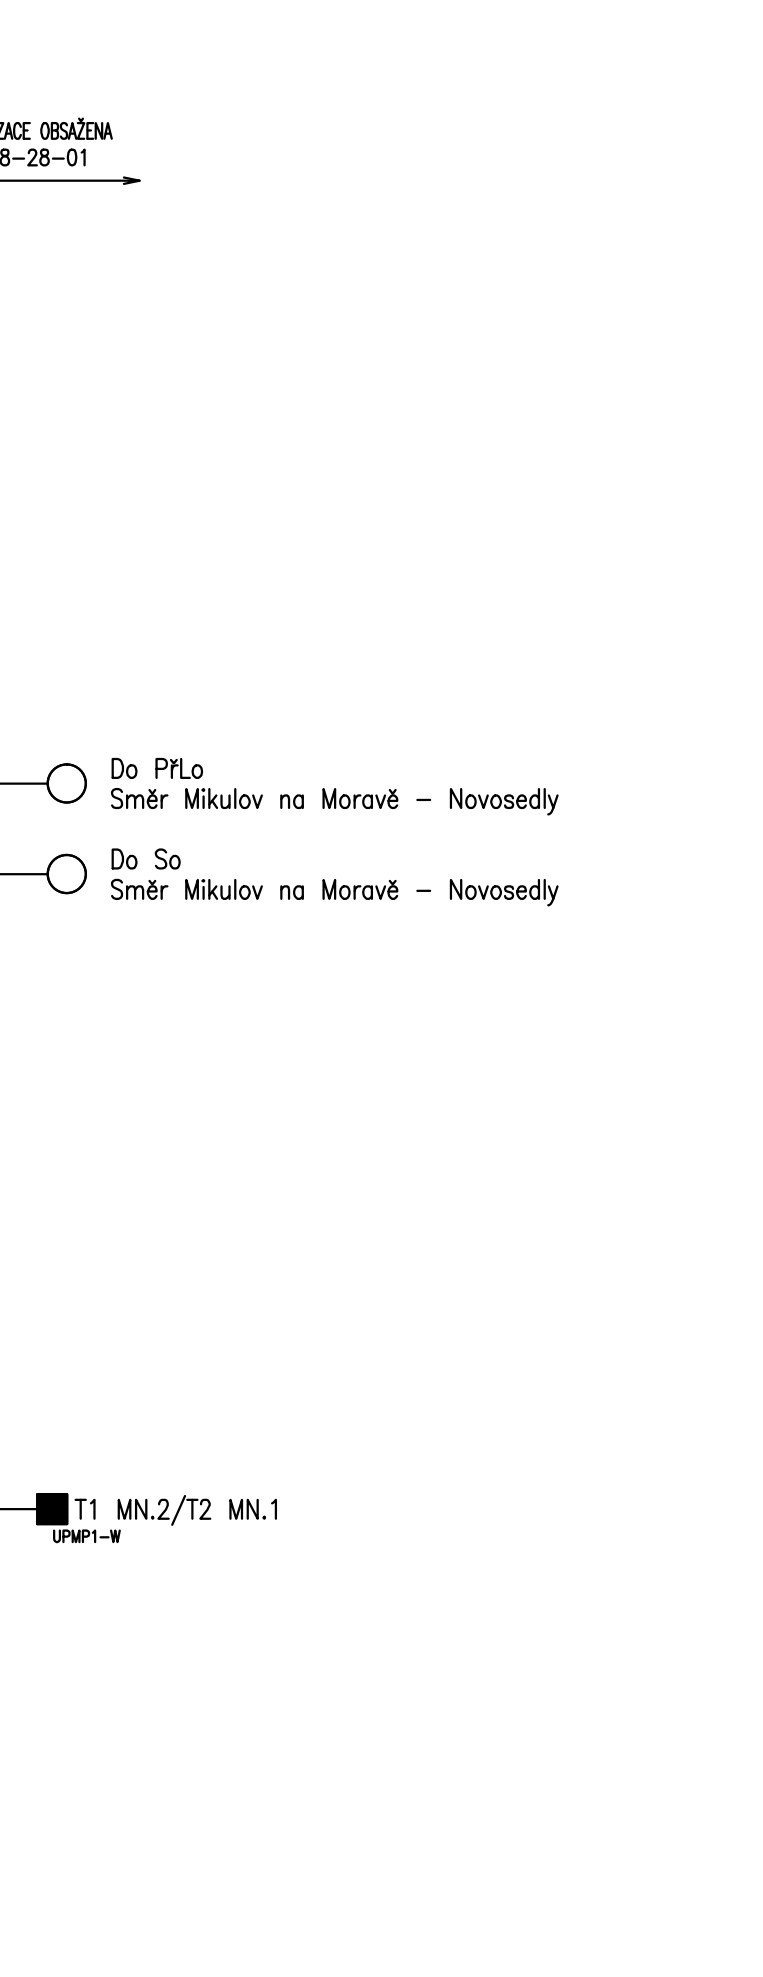 OBSAŽENA
8-28-01
Do PřLo
Směr Mikulov na Moravě - Novosedly
Do So
Směr Mikulov na Moravě - Novosedly
T1 MN.2/T2 MN.1
UPMP1-W